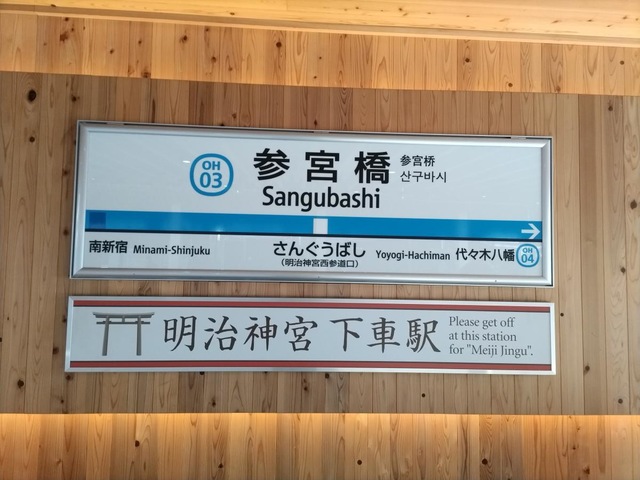 OH
03
参宮橋
参宫桥
산구바시
Sangubashi
南新宿 Minami-Shinjuku
さんぐうばし
(明治神宮西参道口)
Yoyogi-Hachiman 代々木八幡
OH
04
明治神宮 下車駅
Please get off
at this station
for "Meiji Jingu".